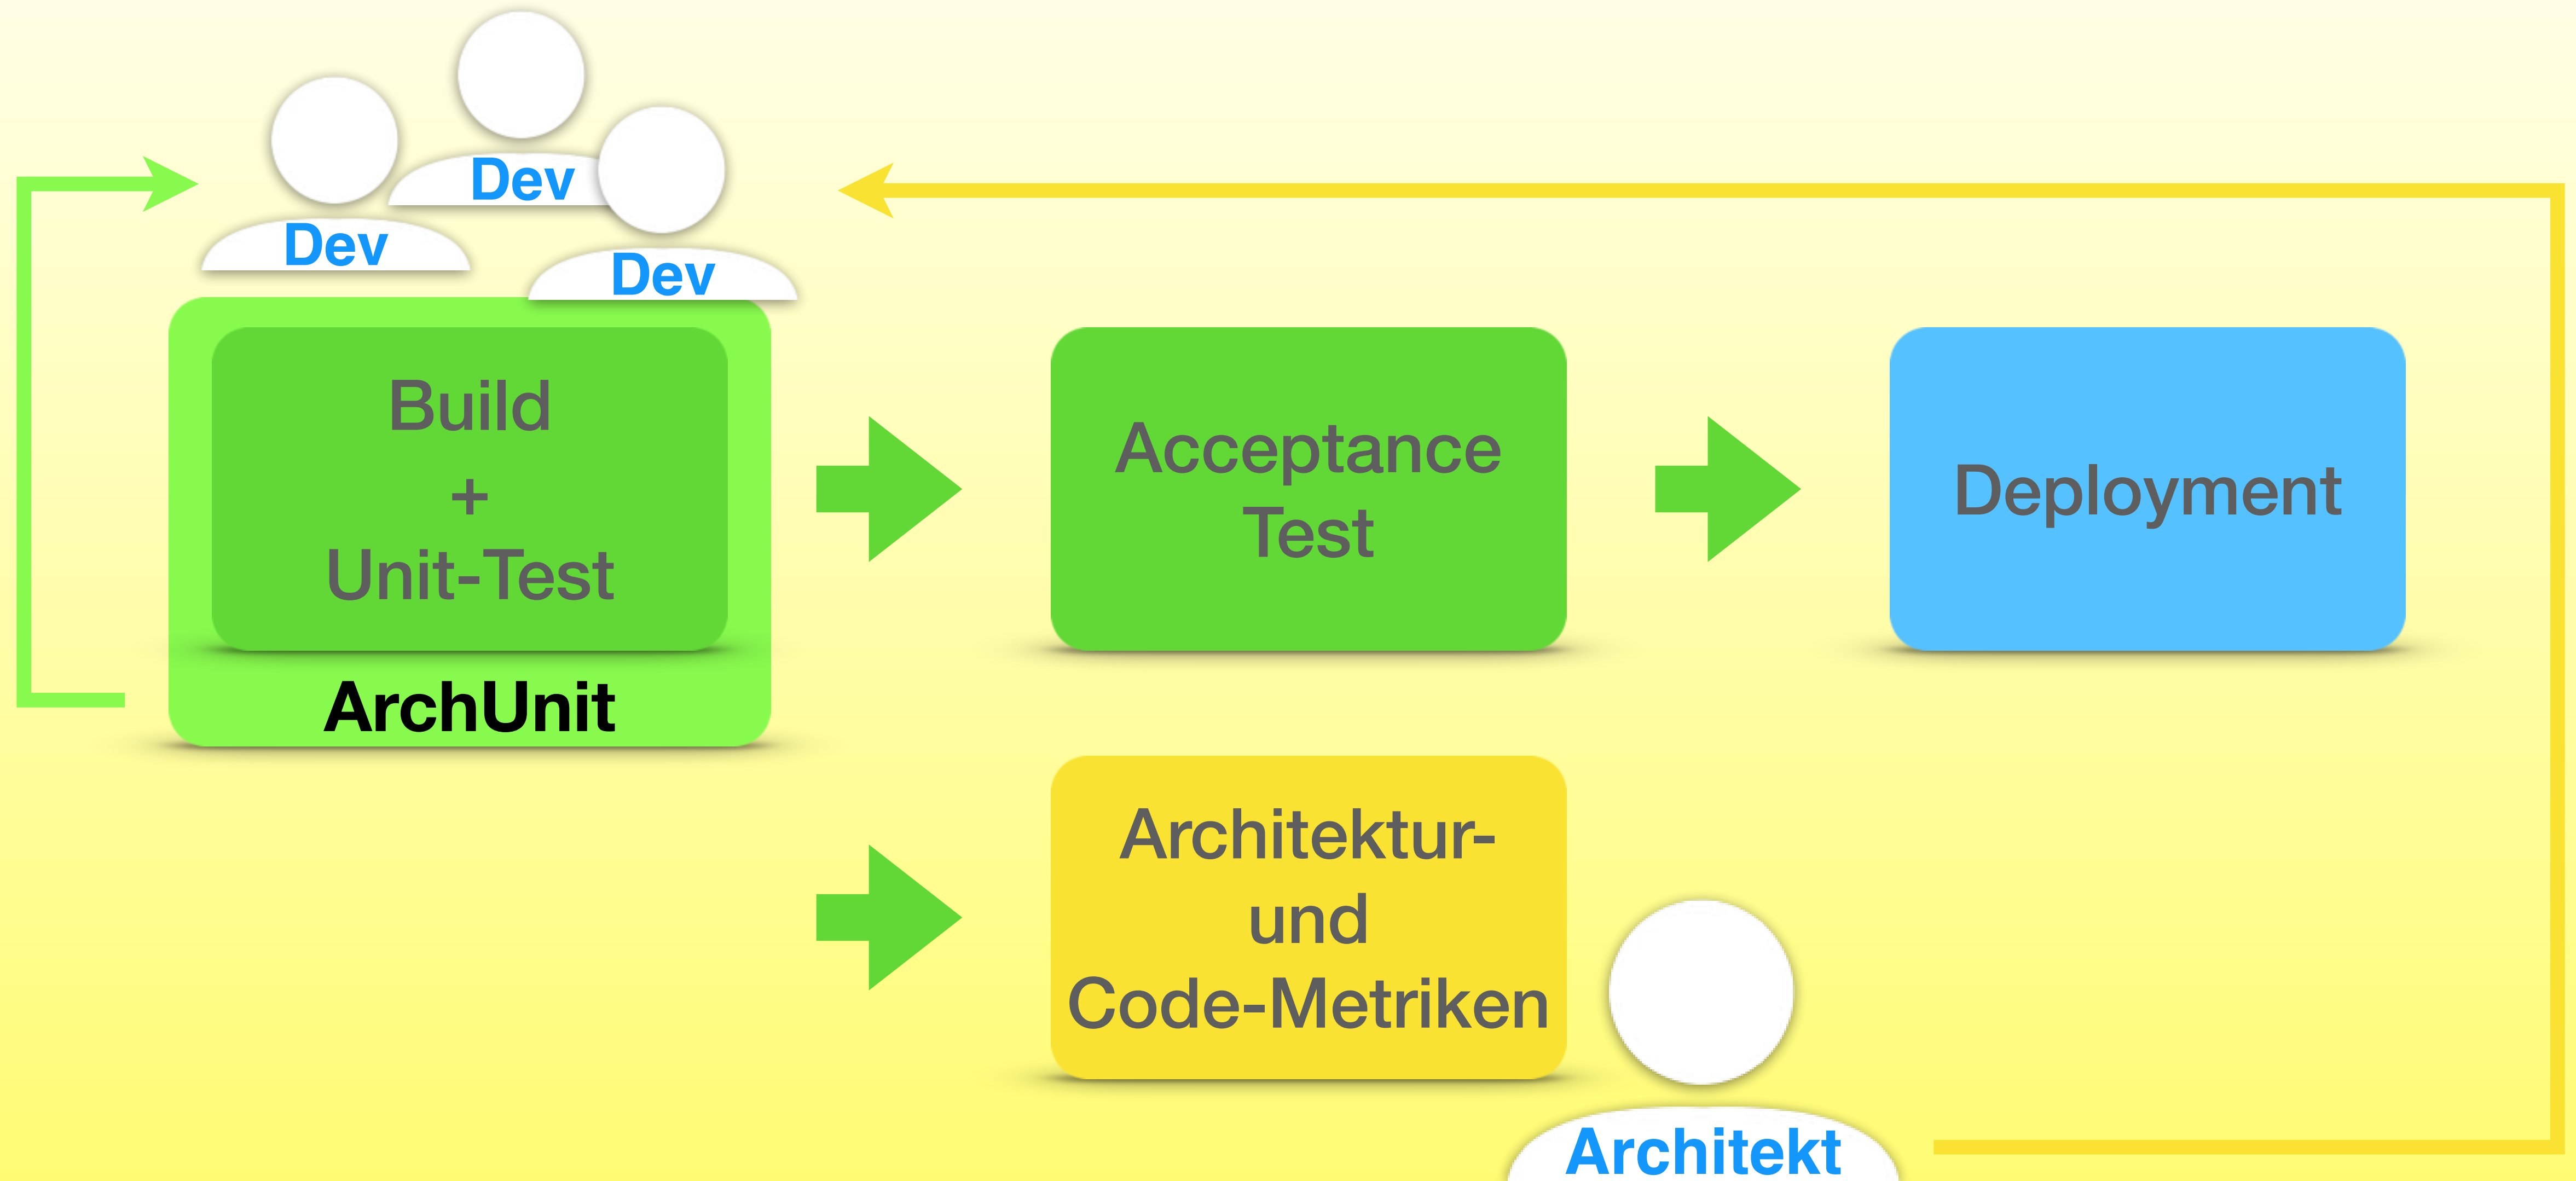 Dev
Dev
Dev
Build
+
Unit-Test
ArchUnit
Acceptance
Test
Deployment
Architektur-
und
Code-Metriken
Architekt